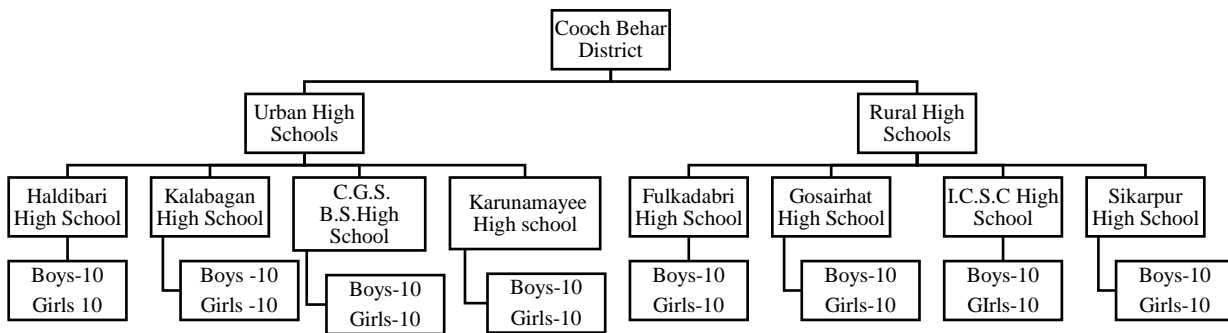 Cooch Behar
District
Urban High
Schools
Rural High
Schools
Haldibari
High School
Kalabagan
High School
C.G.S.
B.S.High
School
Karunamayee
High school
Fulkadabri
High School
Gosairhat
High School
I.C.S.C High
School
Sikarpur
High School
Boys-10
Girls 10
Boys -10
Girls -10
Boys-10
Girls-10
Boys-10
Girls-10
Boys-10
Girls-10
Boys-10
Girls-10
Boys-10
GIrls-10
Boys-10
Girls-10